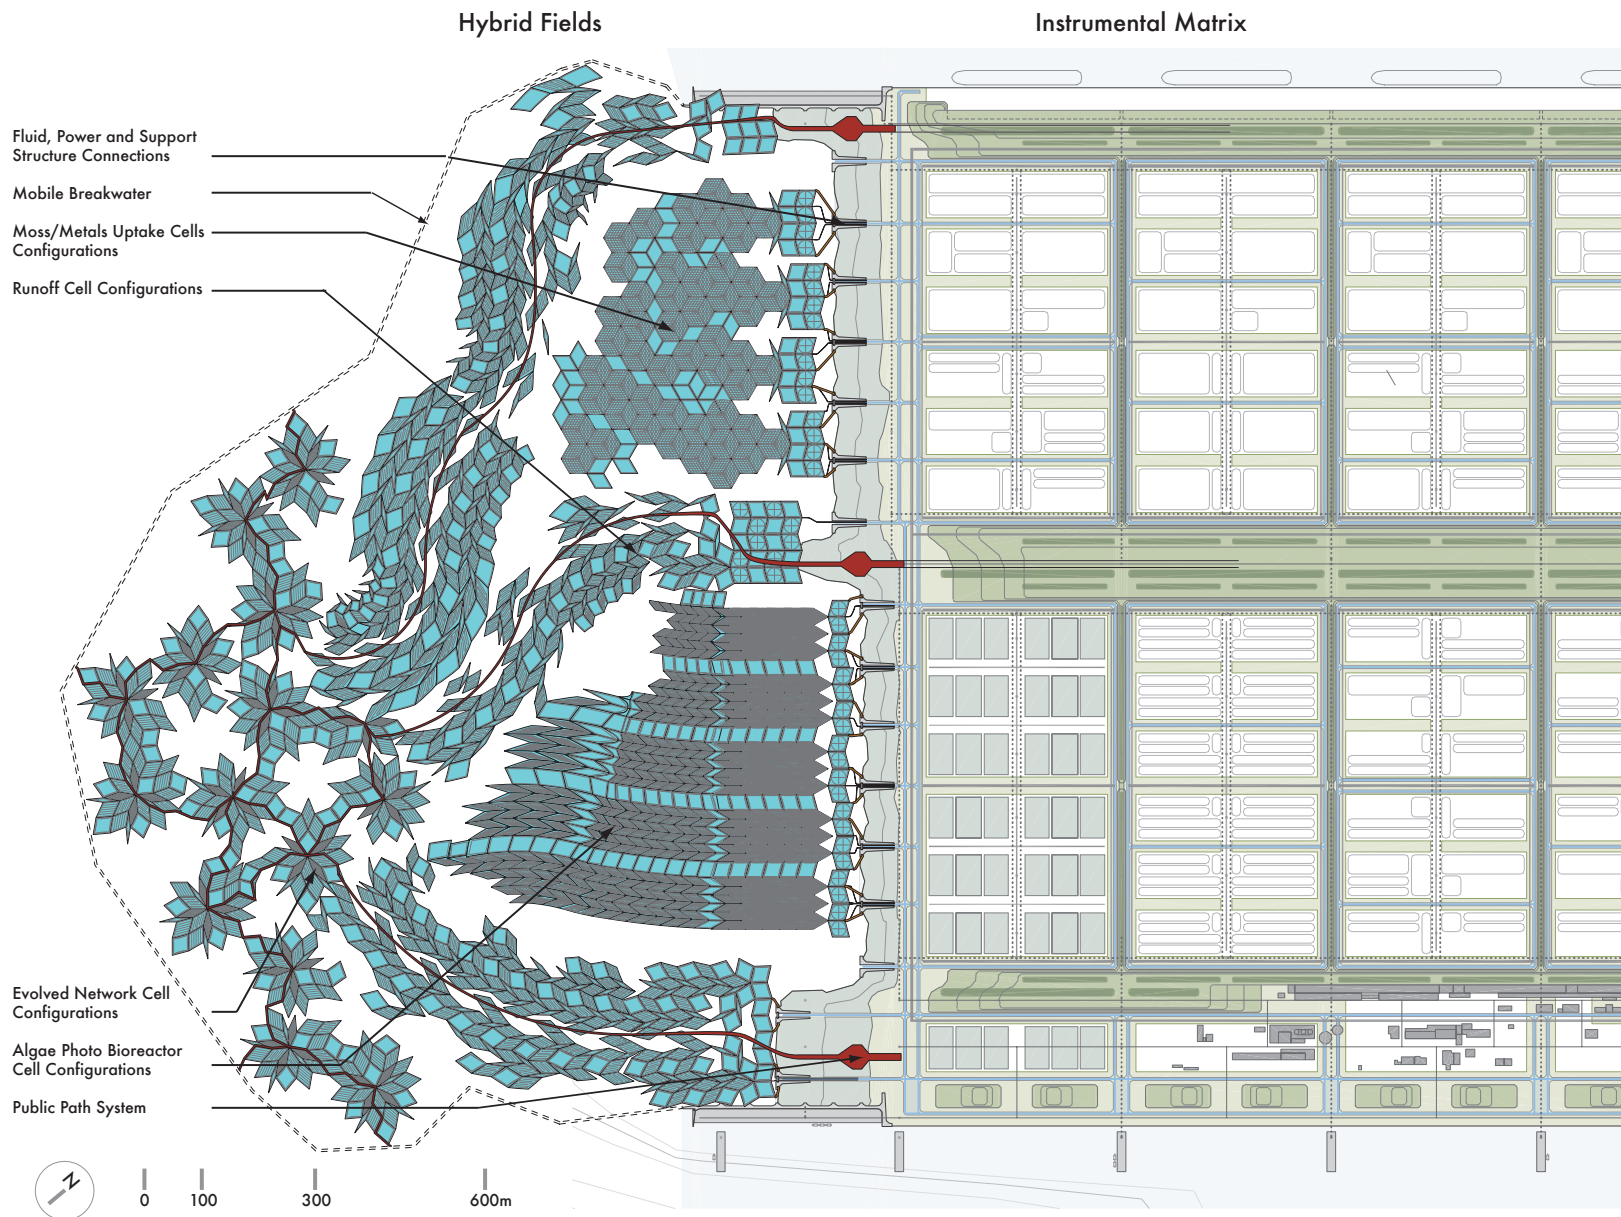 Hybrid Fields
Instrumental Matrix
Fluid, Power and Support
Structure Connections
Mobile Breakwater
Moss/Metals Uptake Cells
Configurations
Runoff Cell Configurations
Evolved Network Cell
Configurations
Algae Photo Bioreactor
Cell Configurations
Public Path System
N
0
100
300
600m